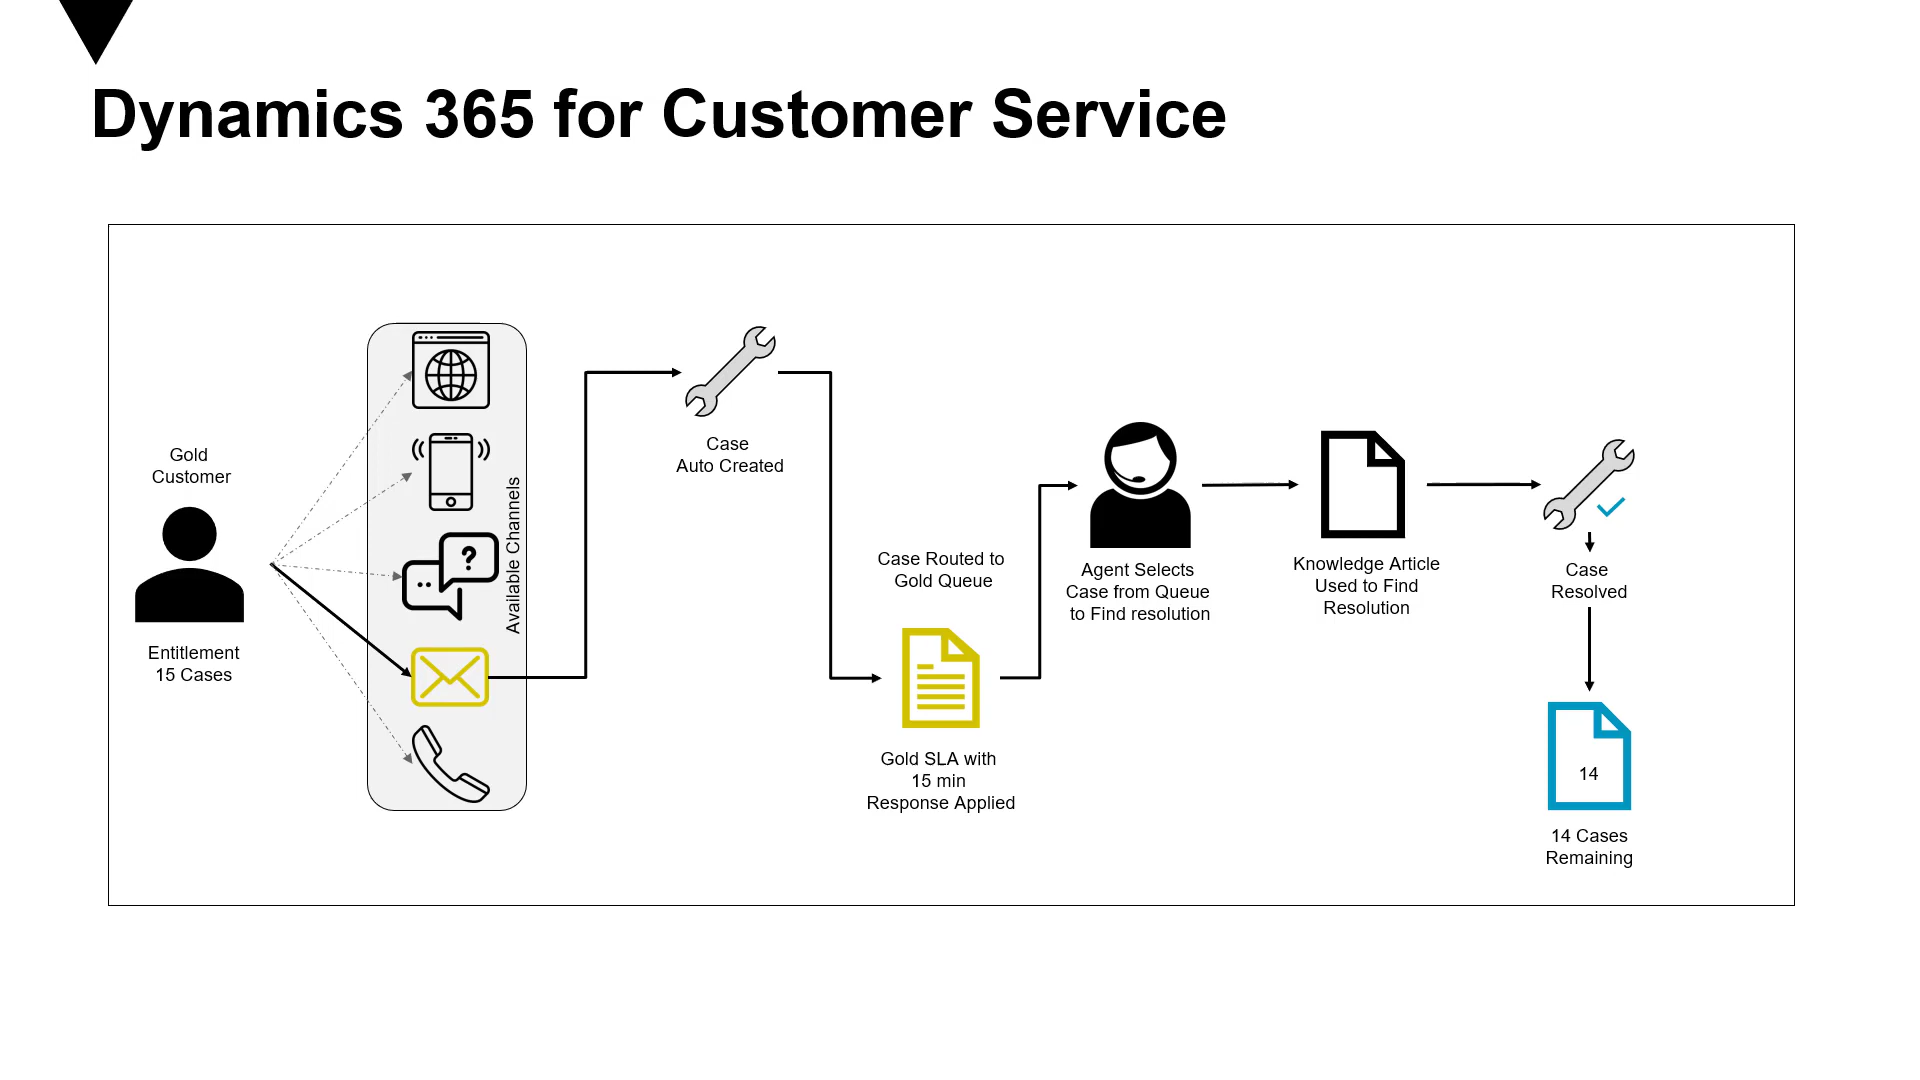 Dynamics 365 for Customer Service
Gold
Customer
Entitlement
15 Cases
Available Channels
?
Case
Auto Created
Case Routed to
Gold Queue
Gold SLA with
15 min
Response Applied
Agent Selects
Case from Queue
to Find resolution
Knowledge Article
Used to Find
Resolution
Case
Resolved
14
14 Cases
Remaining